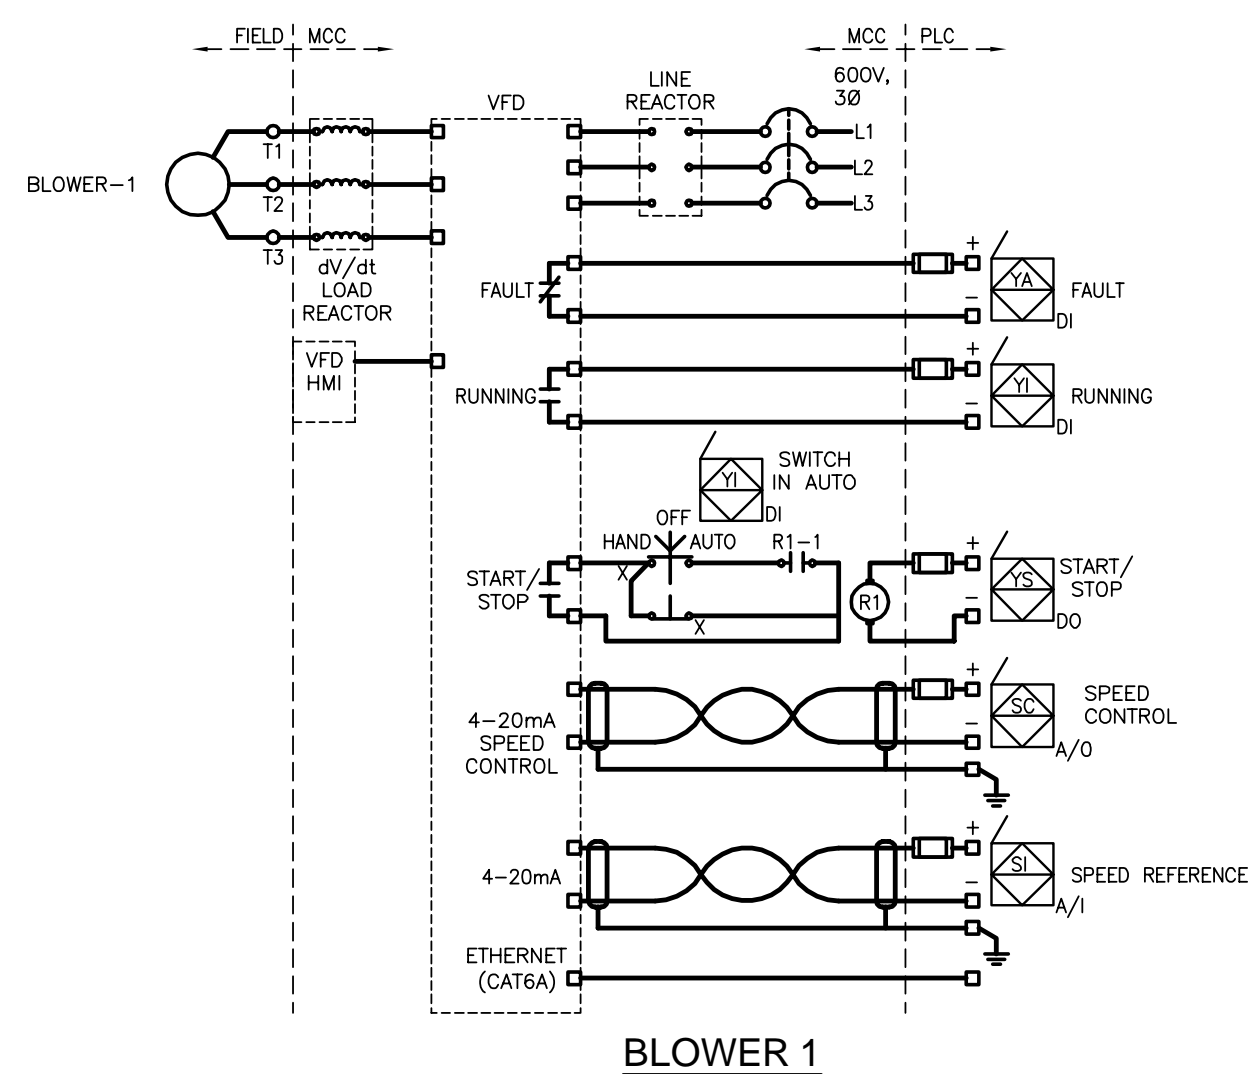 FIELD
MCC
MCC
PLC
600V,
3Ø
LINE
REACTOR
VFD
T1
L1
BLOWER-1
T2
L2
T3
L3
dV/dt
LOAD
REACTOR
FAULT
+
-
YA
DI
FAULT
VFD
HMI
RUNNING
+
-
YI
DI
RUNNING
YI
DI
SWITCH
IN AUTO
OFF
HAND
AUTO
R1-1
X
X
START/
STOP
R1
+
-
YS
DO
START/
STOP
4-20mA
SPEED
CONTROL
+
-
SC
A/O
SPEED
CONTROL
4-20mA
+
-
SI
A/I
SPEED REFERENCE
ETHERNET
(CAT6A)
BLOWER 1